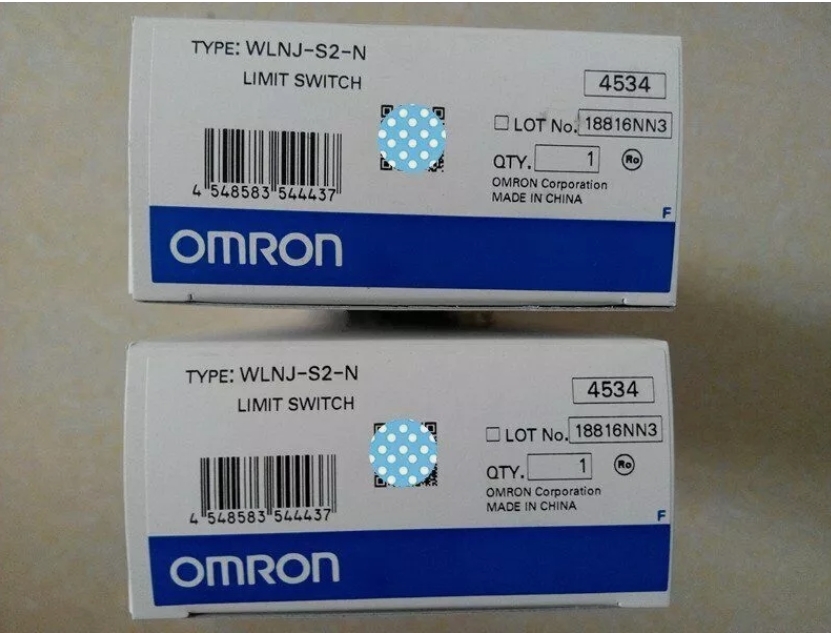 TYPE: WLNJ-S2-N
LIMIT SWITCH
4534
LOT No. 18816NN3
QTY. 1 Ro
OMRON Corporation
MADE IN CHINA
4 548583 544437
F
OMRON
TYPE: WLNJ-S2-N
LIMIT SWITCH
4534
LOT No. 18816NN3
QTY. 1 Ro
OMRON Corporation
MADE IN CHINA
4 548583 544437
F
OMRON